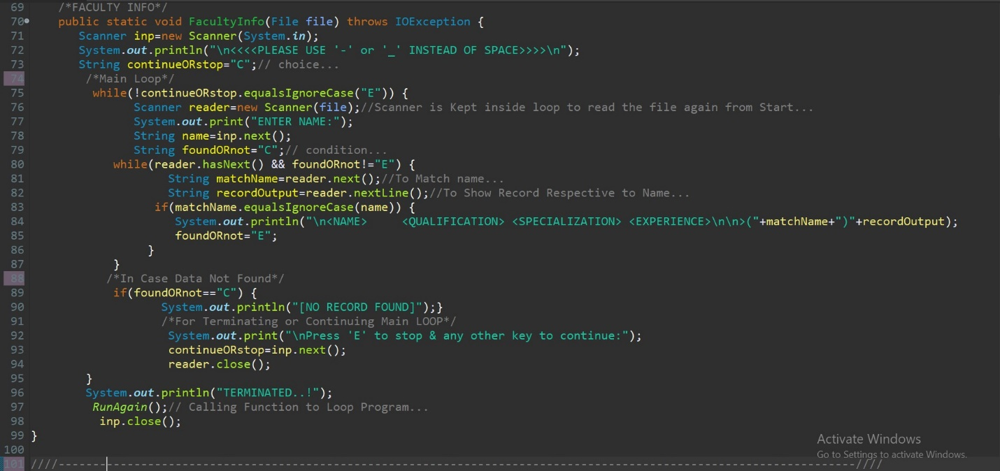 69 /*FACULTY INFO*/
70 public static void FacultyInfo(File file) throws IOException {
71 Scanner inp=new Scanner(System.in);
72 System.out.println("\n<<<<PLEASE USE '-' or '_' INSTEAD OF SPACE>>>>\n");
73 String continueORstop="C";// choice...
74 /*Main Loop*/
75 while(!continueORstop.equalsIgnoreCase("E")) {
76 Scanner reader=new Scanner(file);//Scanner is Kept inside loop to read the file again from Start...
77 System.out.print("ENTER NAME:");
78 String name=inp.next();
79 String foundORnot="C";// condition...
80 while(reader.hasNext() && foundORnot!="E") {
81 String matchName=reader.next();//To Match name...
82 String recordOutput=reader.nextLine();//To Show Record Respective to Name...
83 if(matchName.equalsIgnoreCase(name)) {
84 System.out.println("\n<NAME>     <QUALIFICATION> <SPECIALIZATION> <EXPERIENCE>\n\n>("+matchName+")"+recordOutput);
85 foundORnot="E";
86 }
87 }
88 /*In Case Data Not Found*/
89 if(foundORnot=="C") {
90 System.out.println("[NO RECORD FOUND]");}
91 /*For Terminating or Continuing Main LOOP*/
92 System.out.print("\nPress 'E' to stop & any other key to continue:");
93 continueORstop=inp.next();
94 reader.close();
95 }
96 System.out.println("TERMINATED..!");
97 RunAgain();// Calling Function to Loop Program...
98 inp.close();
99 }
100
101 ////--------------------------------------------------------------------------------------------------------------------////
Activate Windows
Go to Settings to activate Windows.